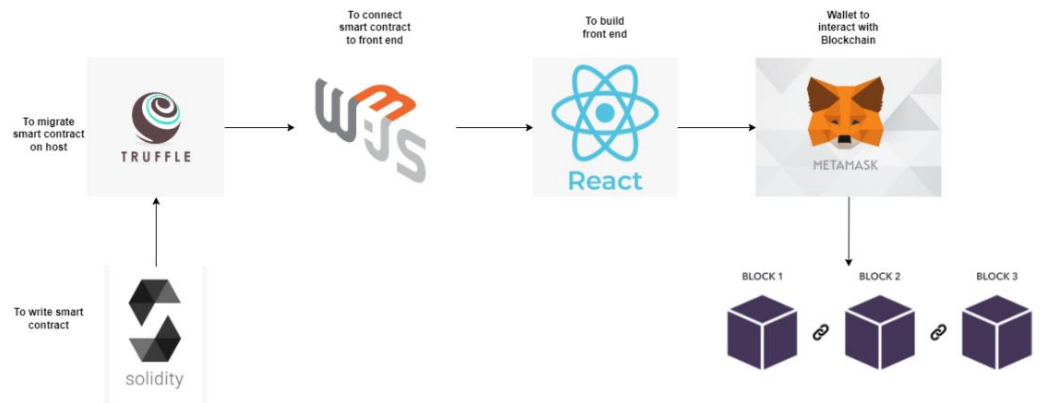 To connect
smart contract
to front end
To build
front end
Wallet to
interact with
Blockchain
To migrate
smart contract
on host
TRUFFLE
W3JS
React
METAMASK
BLOCK 1
BLOCK 2
BLOCK 3
To write smart
contract
solidity